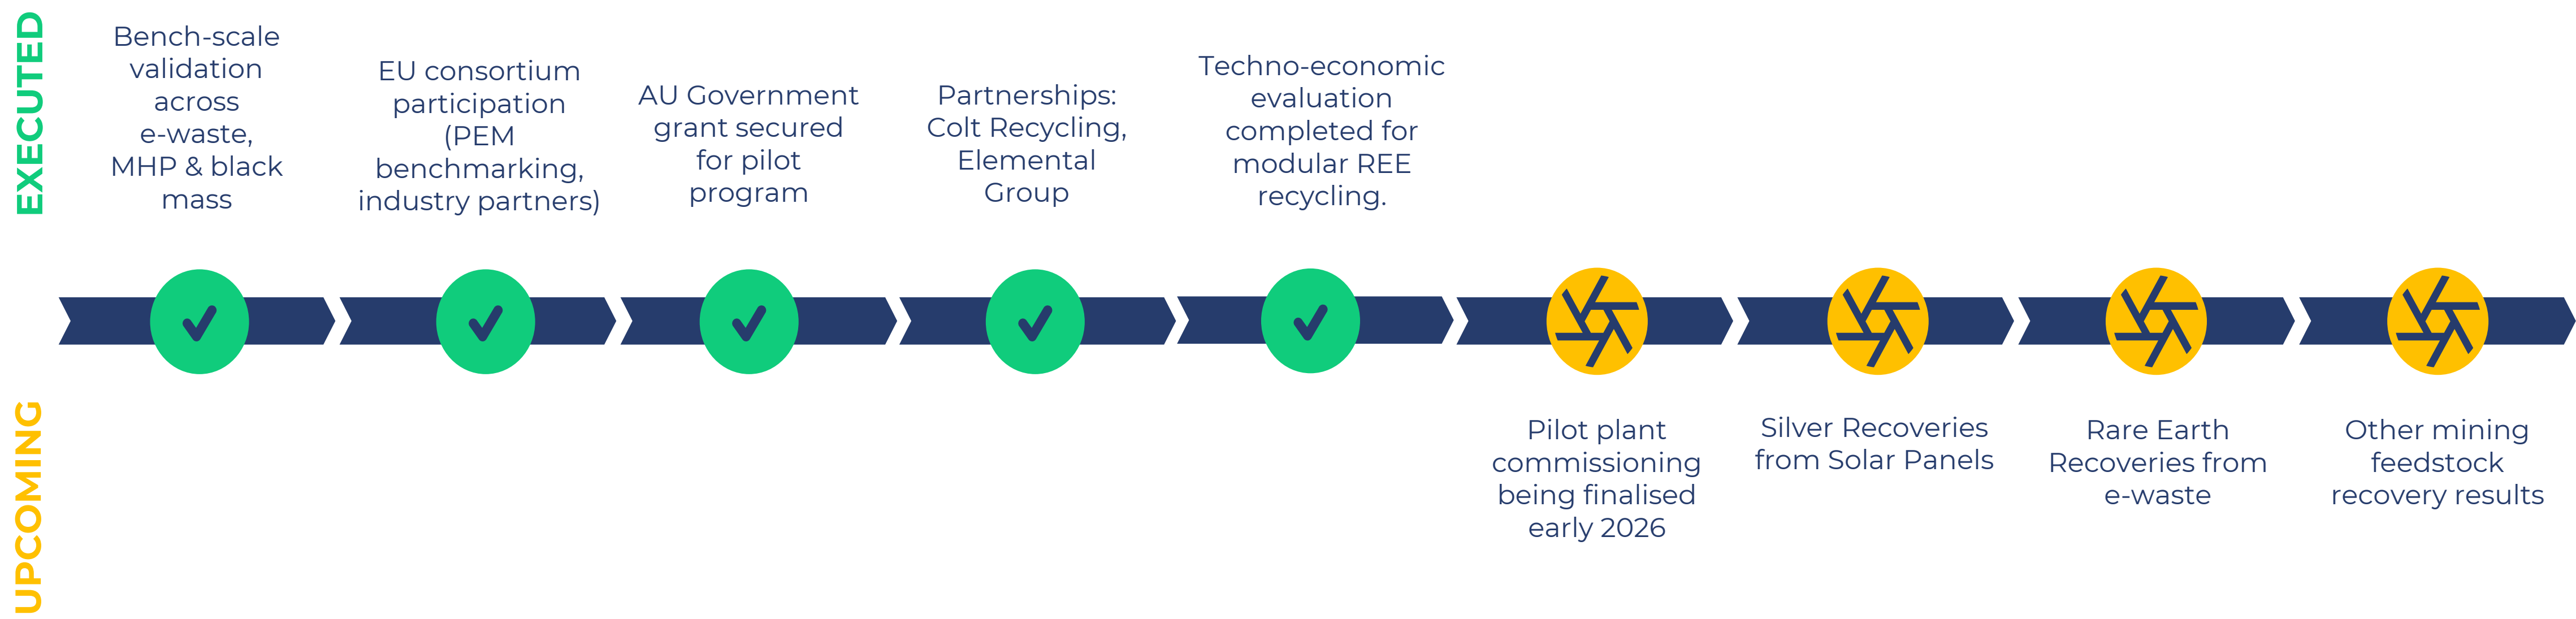 EXECUTED
Bench-scale
validation
across
e-waste,
MHP & black
mass
EU consortium
participation
(PEM
benchmarking,
industry partners)
AU Government
grant secured
for pilot
program
Partnerships:
Colt Recycling,
Elemental
Group
Techno-economic
evaluation
completed for
modular REE
recycling.
UPCOMING
Pilot plant
commissioning
being finalised
early 2026
Silver Recoveries
from Solar Panels
Rare Earth
Recoveries from
e-waste
Other mining
feedstock
recovery results